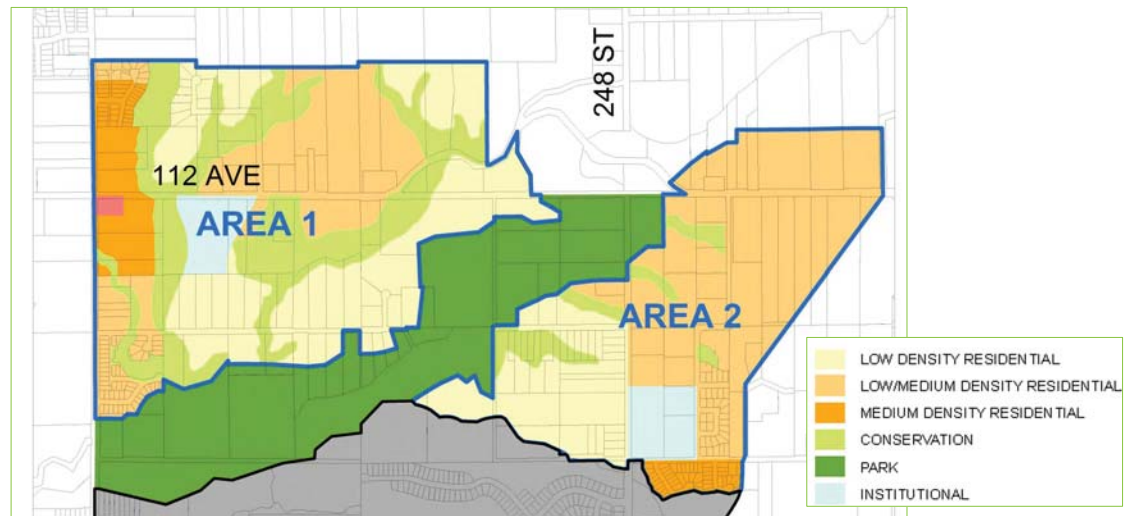 248 ST
112 AVE
AREA 1
AREA 2
LOW DENSITY RESIDENTIAL
LOW/MEDIUM DENSITY RESIDENTIAL
MEDIUM DENSITY RESIDENTIAL
CONSERVATION
PARK
INSTITUTIONAL